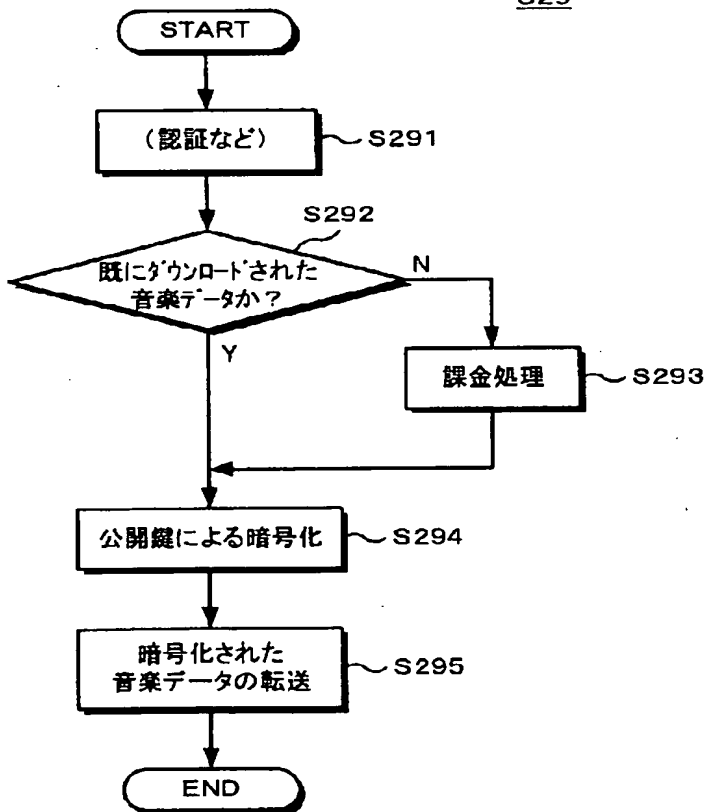 S29
START
(認証など)
S291
S292
既にダウンロードされた
音楽データか?
N
Y
課金処理
S293
公開鍵による暗号化
S294
暗号化された
音楽データの転送
S295
END